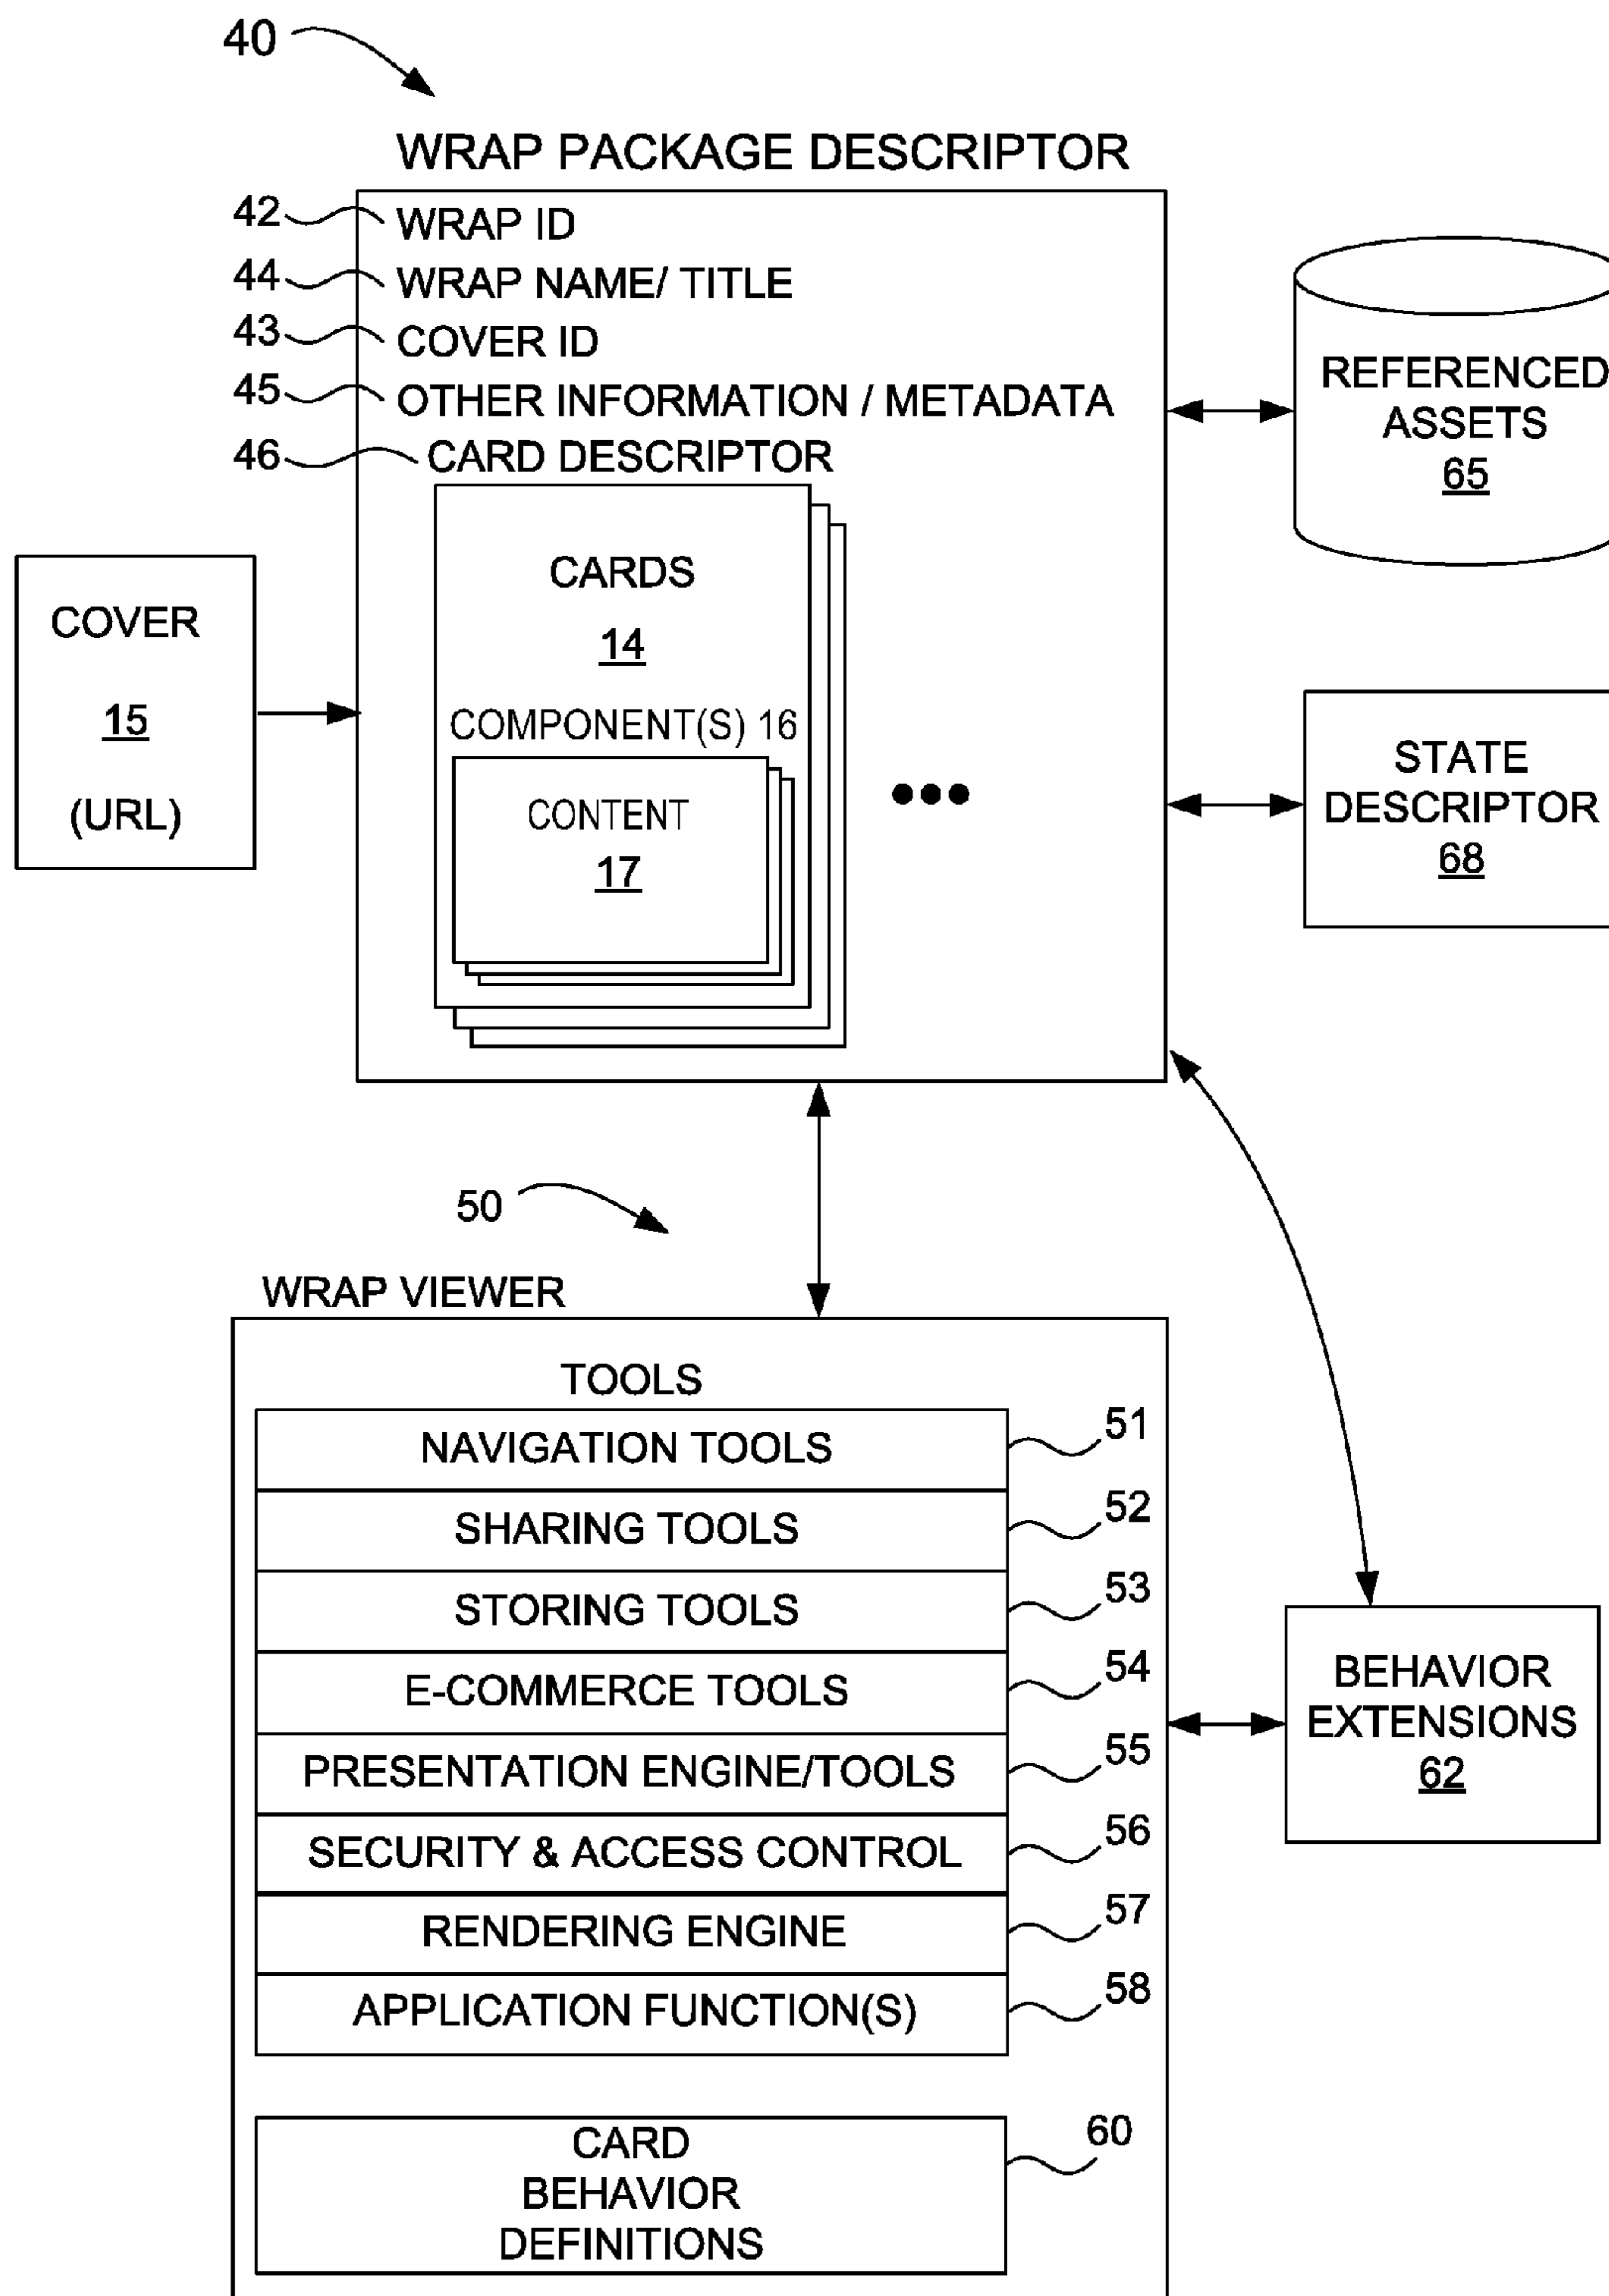 40
WRAP PACKAGE DESCRIPTOR
42 WRAP ID
44 WRAP NAME/ TITLE
43 COVER ID
45 OTHER INFORMATION / METADATA
46 CARD DESCRIPTOR
REFERENCED
ASSETS
65
COVER
15
(URL)
CARDS
14
COMPONENT(S) 16
CONTENT
17
STATE
DESCRIPTOR
68
50
WRAP VIEWER
TOOLS
NAVIGATION TOOLS 51
SHARING TOOLS 52
STORING TOOLS 53
E-COMMERCE TOOLS 54
PRESENTATION ENGINE/TOOLS 55
SECURITY & ACCESS CONTROL 56
RENDERING ENGINE 57
APPLICATION FUNCTION(S) 58
BEHAVIOR
EXTENSIONS
62
CARD
BEHAVIOR
DEFINITIONS
60